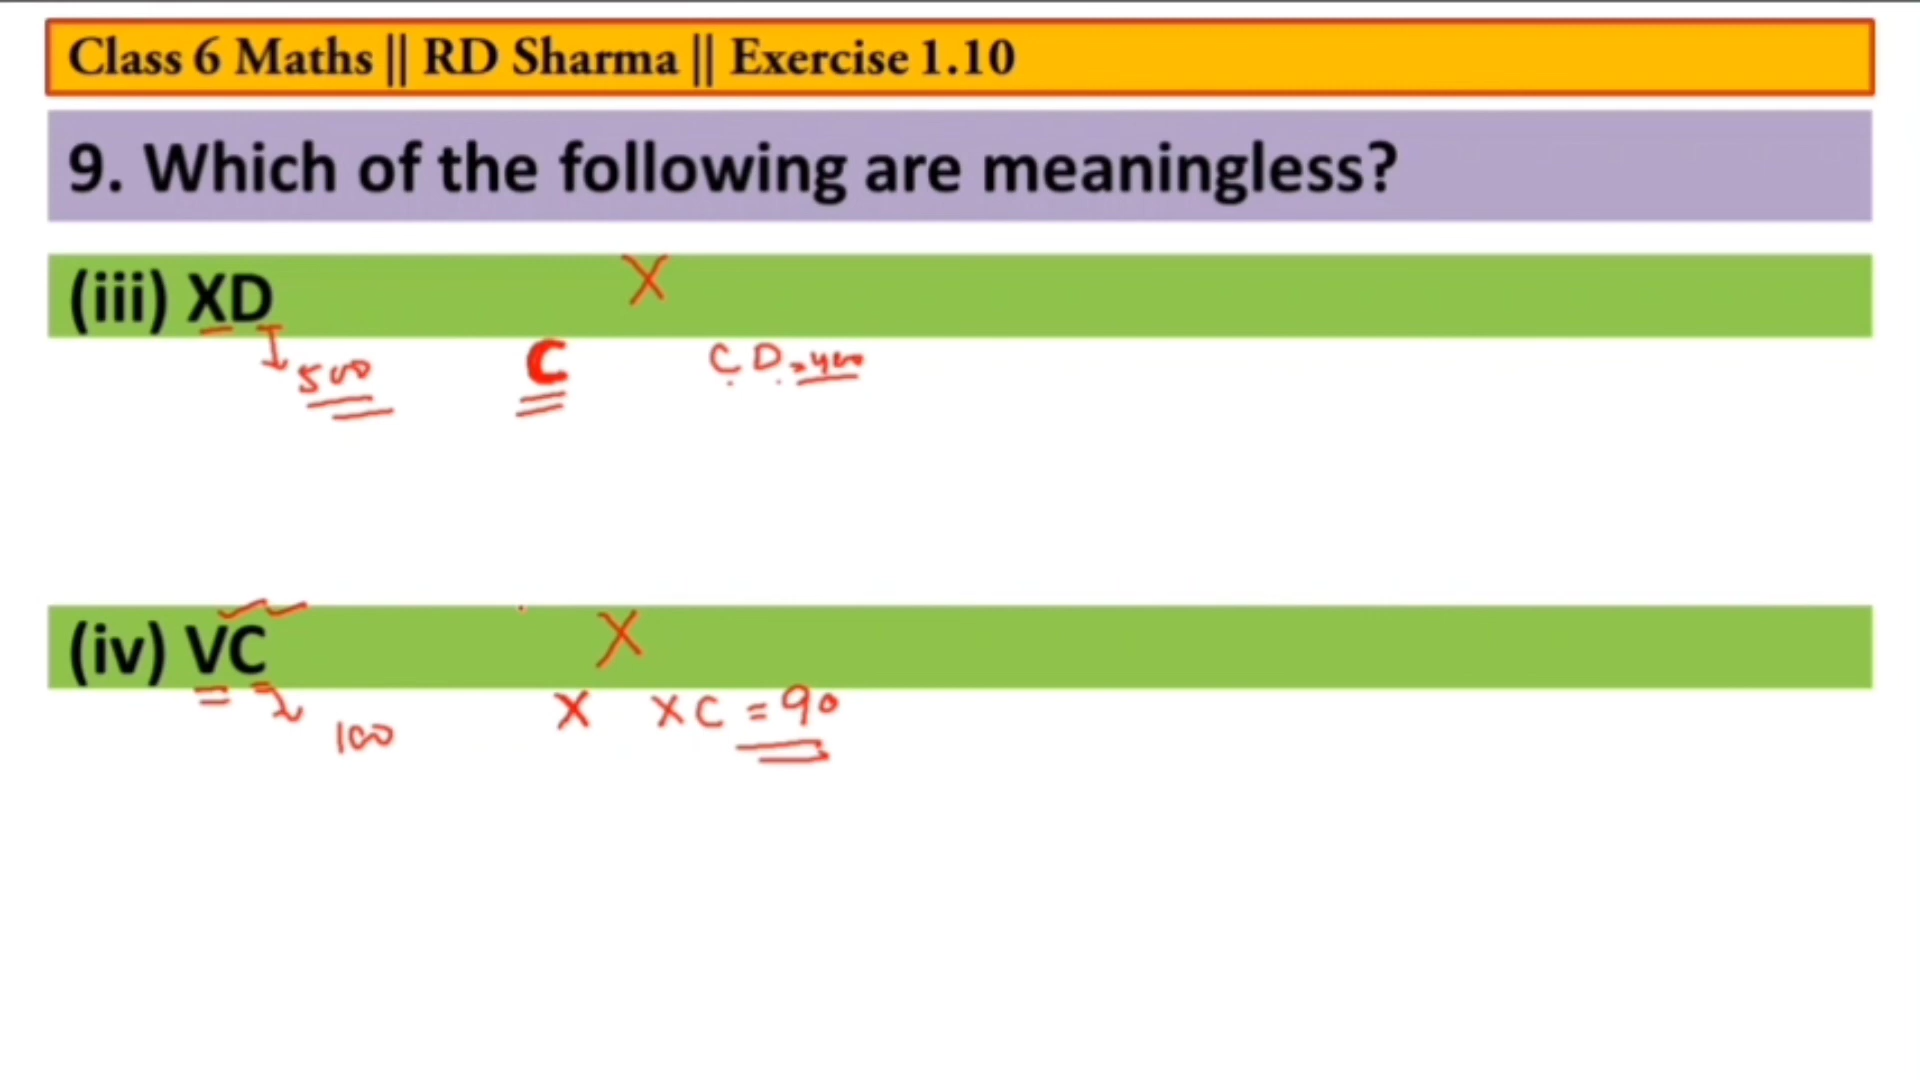 Class 6 Maths || RD Sharma || Exercise 1.10
9. Which of the following are meaningless?
(iii) XD X
500 C C D = 400
(iv) VC X
100 X XC = 90